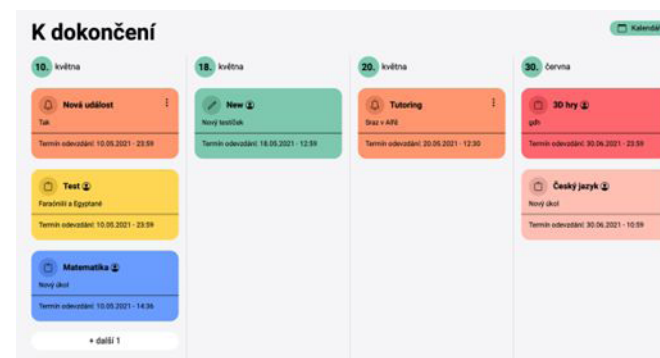 K dokončení
Kalendář
10. května
Nová událost
Tak
Termín odevzdání: 10.05.2021 - 23:59
Test
Faraónili a Egyptané
Termín odevzdání: 10.05.2021 - 23:59
Matematika
Nový úkol
Termín odevzdání: 10.05.2021 - 14:36
+ další 1
18. května
New
Nový testíček
Termín odevzdání: 18.05.2021 - 12:59
20. května
Tutoring
Sraz v Alfě
Termín odevzdání: 20.05.2021 - 12:30
30. června
3D hry
gdh
Termín odevzdání: 30.06.2021 - 23:59
Český jazyk
Nový úkol
Termín odevzdání: 30.06.2021 - 10:59